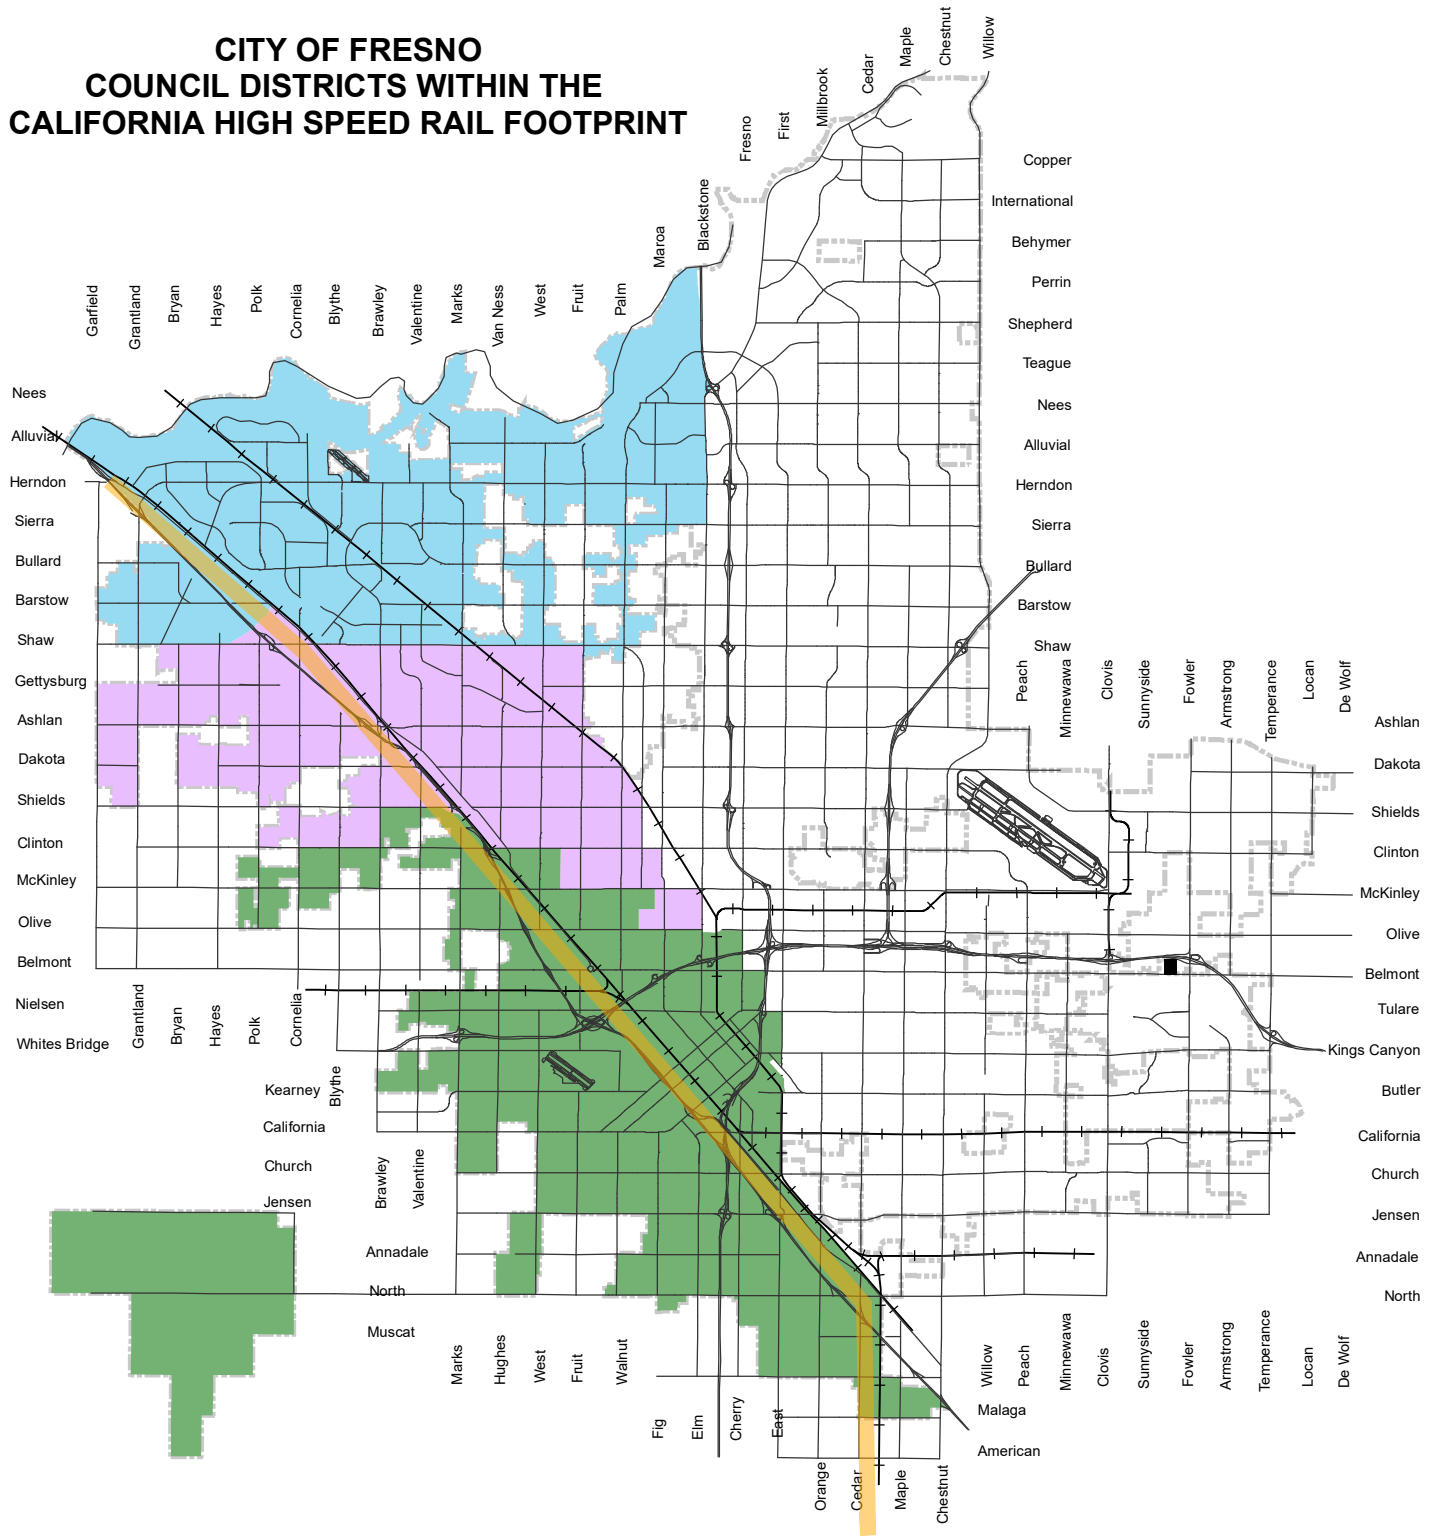 CITY OF FRESNO
COUNCIL DISTRICTS WITHIN THE
CALIFORNIA HIGH SPEED RAIL FOOTPRINT
Blackstone
Fresno
First
Millbrook
Cedar
Maple
Chestnut
Willow
Garfield
Grantland
Bryan
Hayes
Polk
Cornelia
Blythe
Brawley
Valentine
Marks
Van Ness
West
Fruit
Palm
Maroa
Copper
International
Behymer
Perrin
Shepherd
Teague
Nees
Alluvial
Herndon
Sierra
Bullard
Barstow
Shaw
Nees
Alluvial
Herndon
Sierra
Bullard
Barstow
Shaw
Gettysburg
Ashlan
Dakota
Shields
Clinton
McKinley
Olive
Belmont
Nielsen
Whites Bridge
Peach
Minnewawa
Clovis
Sunnyside
Fowler
Armstrong
Temperance
Locan
De Wolf
Ashlan
Dakota
Shields
Clinton
McKinley
Olive
Belmont
Tulare
Kings Canyon
Butler
California
Church
Jensen
Annadale
North
Grantland
Bryan
Hayes
Polk
Cornelia
Blythe
Kearney
California
Church
Jensen
Brawley
Valentine
Annadale
North
Muscat
Marks
Hughes
West
Fruit
Walnut
Fig
Elm
Cherry
East
Orange
Cedar
Maple
Chestnut
Malaga
American
Willow
Peach
Minnewawa
Clovis
Sunnyside
Fowler
Armstrong
Temperance
Locan
De Wolf